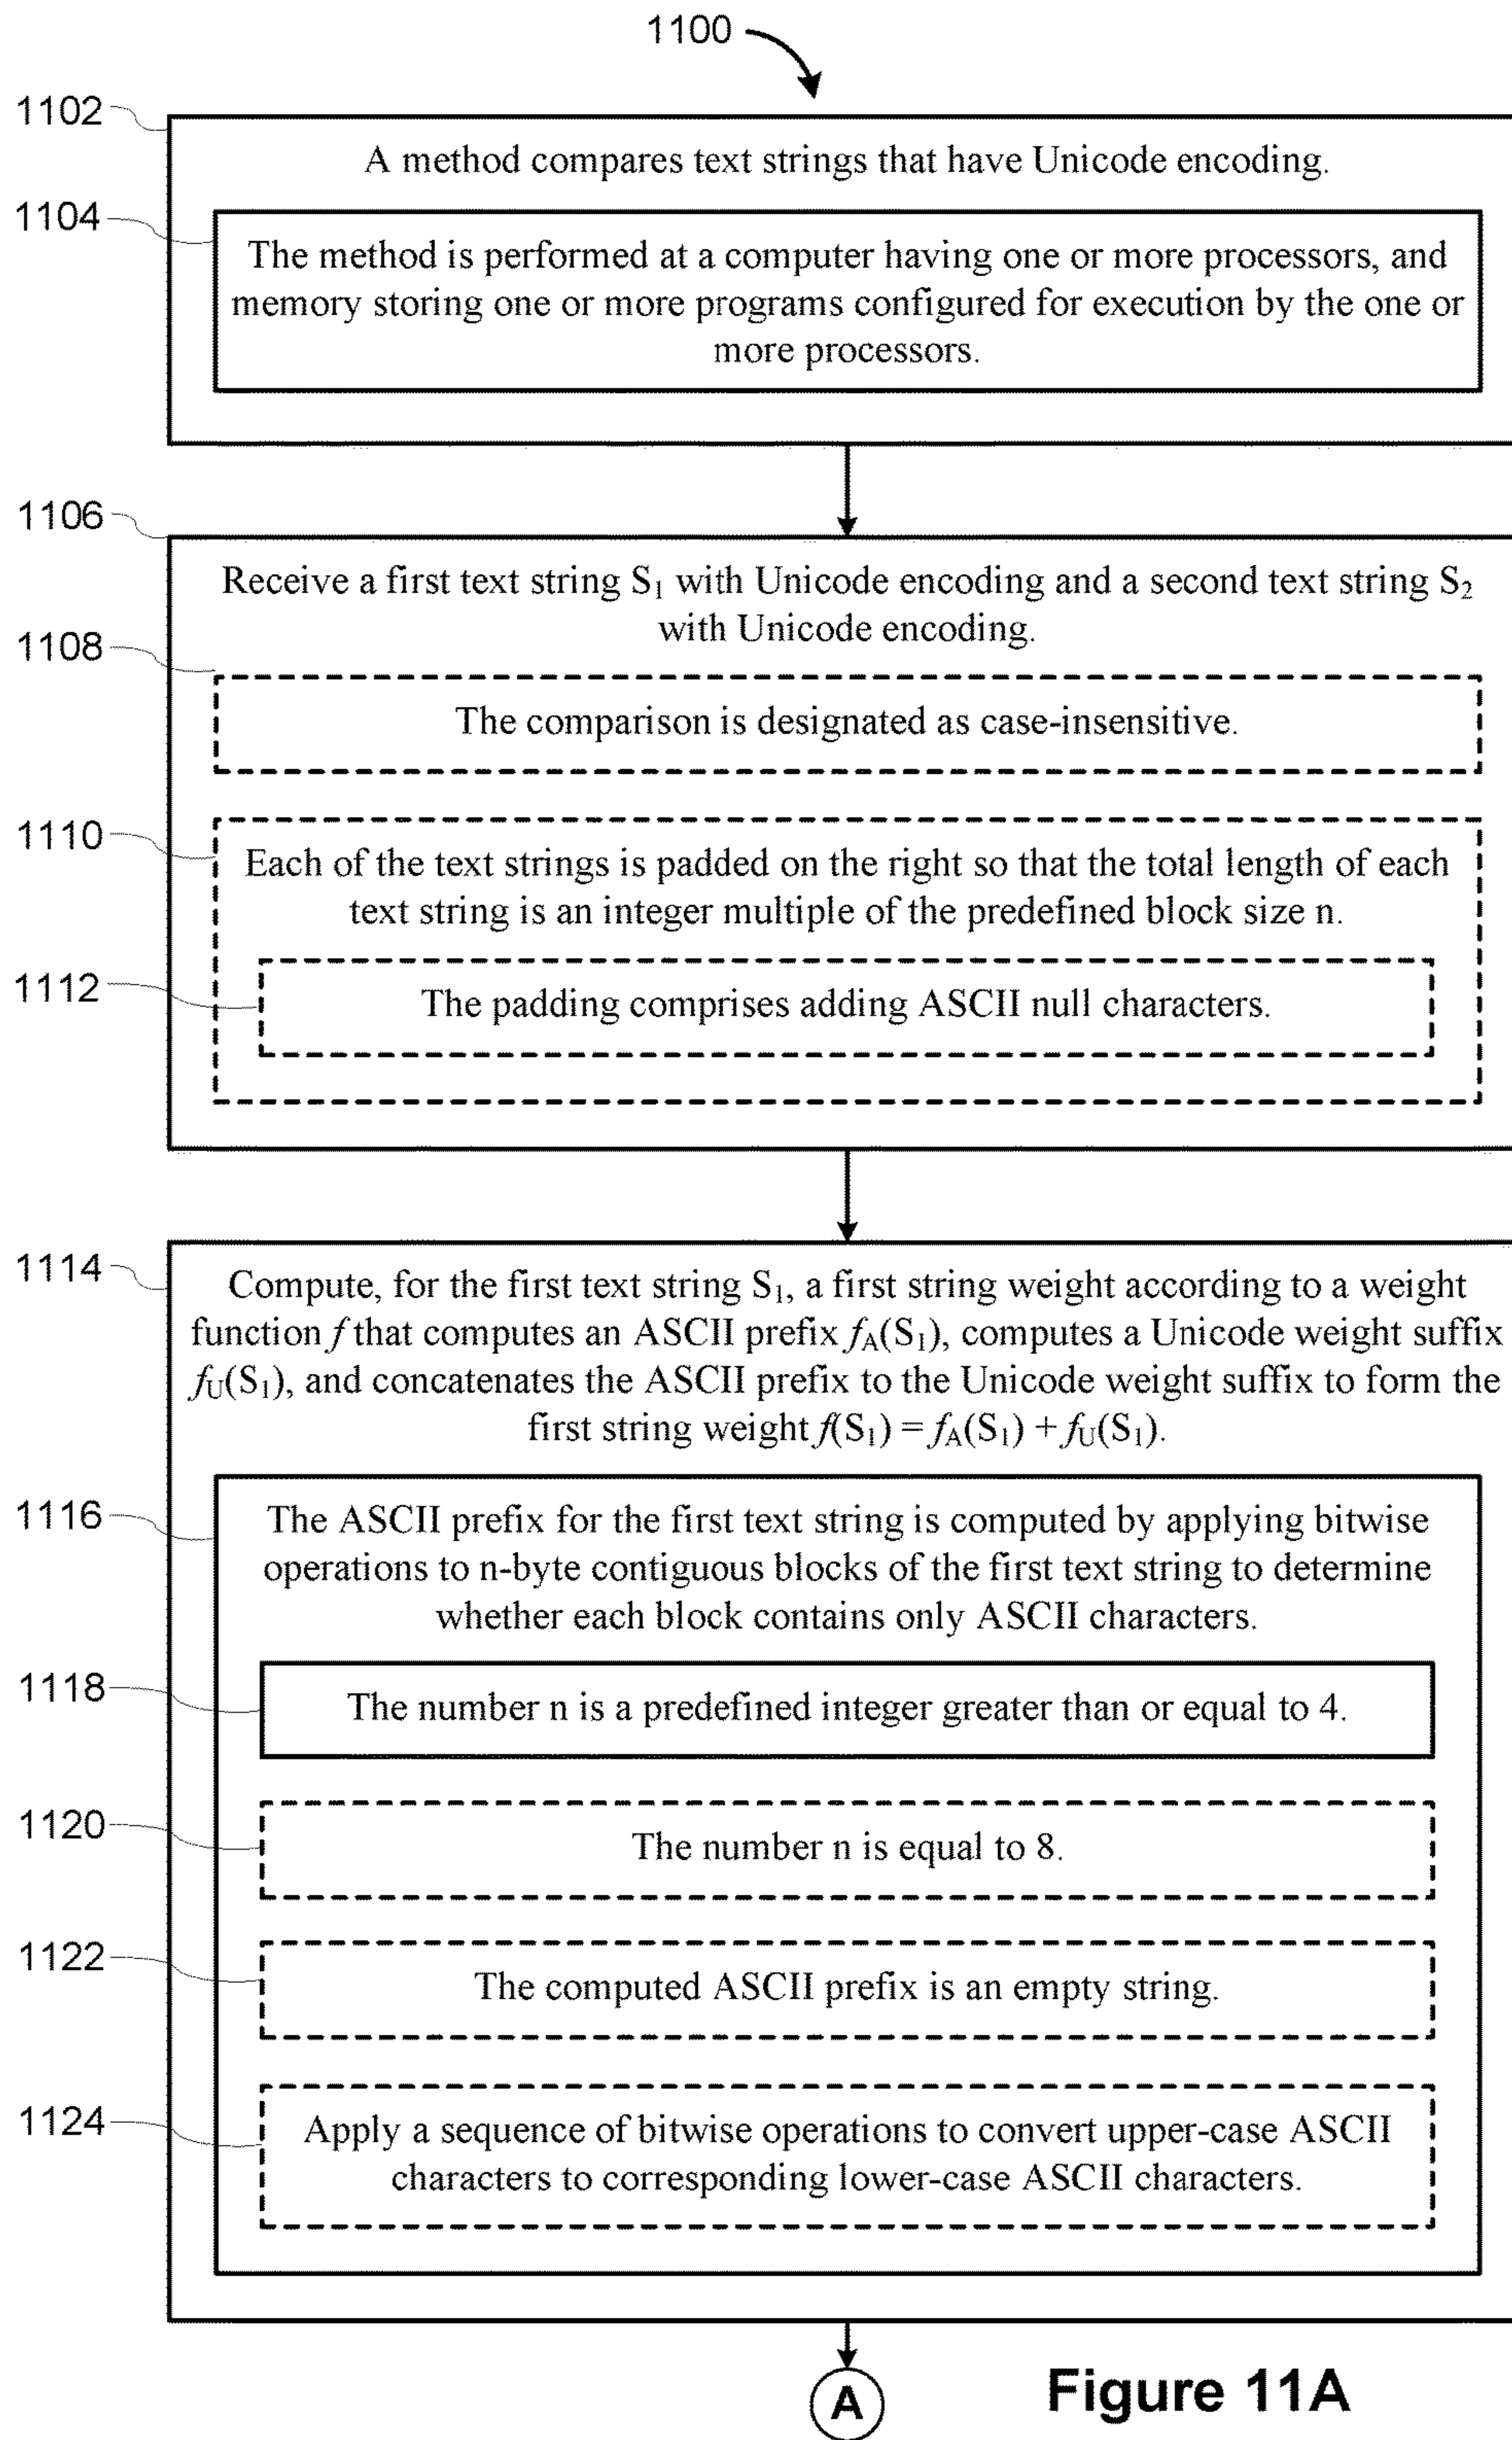 1100
1102
A method compares text strings that have Unicode encoding.
1104
The method is performed at a computer having one or more processors, and
memory storing one or more programs configured for execution by the one or
more processors.
1106
Receive a first text string S₁ with Unicode encoding and a second text string S₂
with Unicode encoding.
1108
The comparison is designated as case-insensitive.
1110
Each of the text strings is padded on the right so that the total length of each
text string is an integer multiple of the predefined block size n.
1112
The padding comprises adding ASCII null characters.
1114
Compute, for the first text string S₁, a first string weight according to a weight
function f that computes an ASCII prefix f_A(S₁), computes a Unicode weight suffix
f_U(S₁), and concatenates the ASCII prefix to the Unicode weight suffix to form the
first string weight f(S₁) = f_A(S₁) + f_U(S₁).
1116
The ASCII prefix for the first text string is computed by applying bitwise
operations to n-byte contiguous blocks of the first text string to determine
whether each block contains only ASCII characters.
1118
The number n is a predefined integer greater than or equal to 4.
1120
The number n is equal to 8.
1122
The computed ASCII prefix is an empty string.
1124
Apply a sequence of bitwise operations to convert upper-case ASCII
characters to corresponding lower-case ASCII characters.
A
Figure 11A